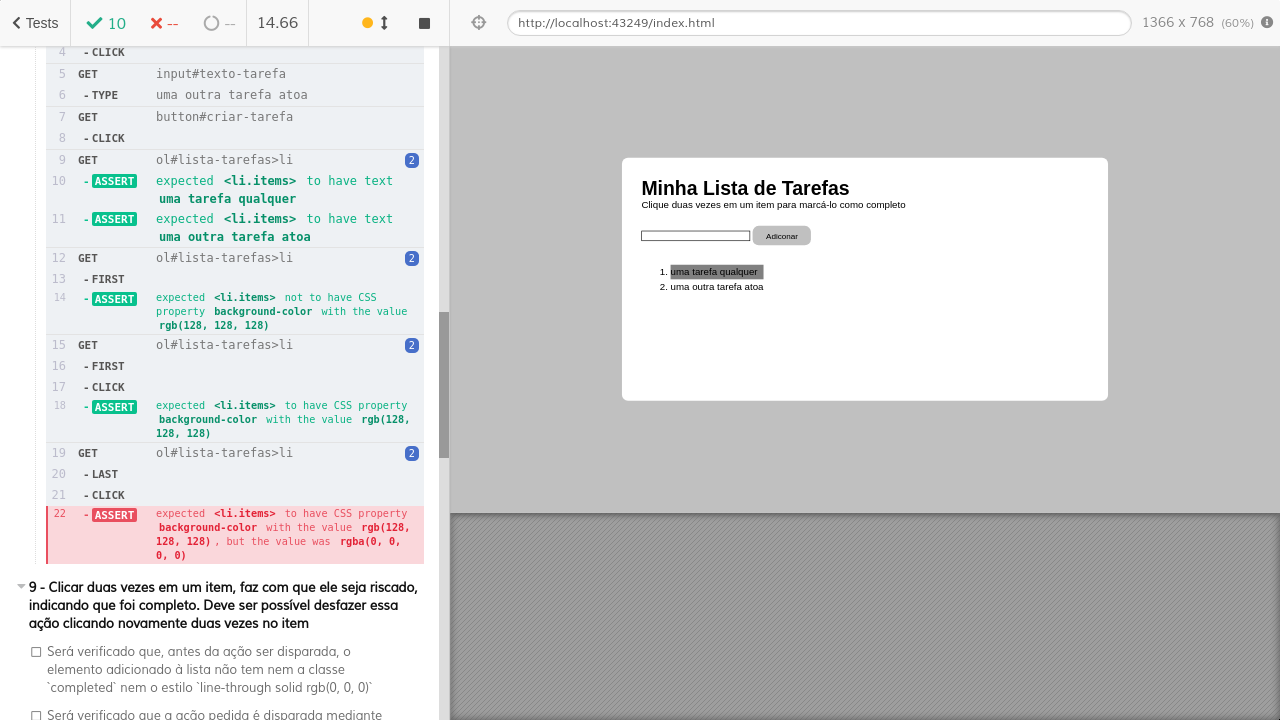 Tests
10
--
--
14.66
http://localhost:43249/index.html
1366 x 768 (60%)
4 - CLICK
5 GET input#texto-tarefa
6 - TYPE uma outra tarefa atoa
7 GET button#criar-tarefa
8 - CLICK
9 GET ol#lista-tarefas>li 2
10 - ASSERT expected <li.items> to have text
uma tarefa qualquer
11 - ASSERT expected <li.items> to have text
uma outra tarefa atoa
12 GET ol#lista-tarefas>li 2
13 - FIRST
14 - ASSERT expected <li.items> not to have CSS
property background-color with the value
rgb(128, 128, 128)
15 GET ol#lista-tarefas>li 2
16 - FIRST
17 - CLICK
18 - ASSERT expected <li.items> to have CSS property
background-color with the value rgb(128,
128, 128)
19 GET ol#lista-tarefas>li 2
20 - LAST
21 - CLICK
22 - ASSERT expected <li.items> to have CSS property
background-color with the value rgb(128,
128, 128) , but the value was rgba(0, 0,
0, 0)
9 - Clicar duas vezes em um item, faz com que ele seja riscado,
indicando que foi completo. Deve ser possível desfazer essa
ação clicando novamente duas vezes no item
Será verificado que, antes da ação ser disparada, o
elemento adicionado à lista não tem nem a classe
`completed` nem o estilo `line-through solid rgb(0, 0, 0)`
Será verificado que a ação pedida é disparada mediante
Minha Lista de Tarefas
Clique duas vezes em um item para marcá-lo como completo
Adiconar
1. uma tarefa qualquer
2. uma outra tarefa atoa